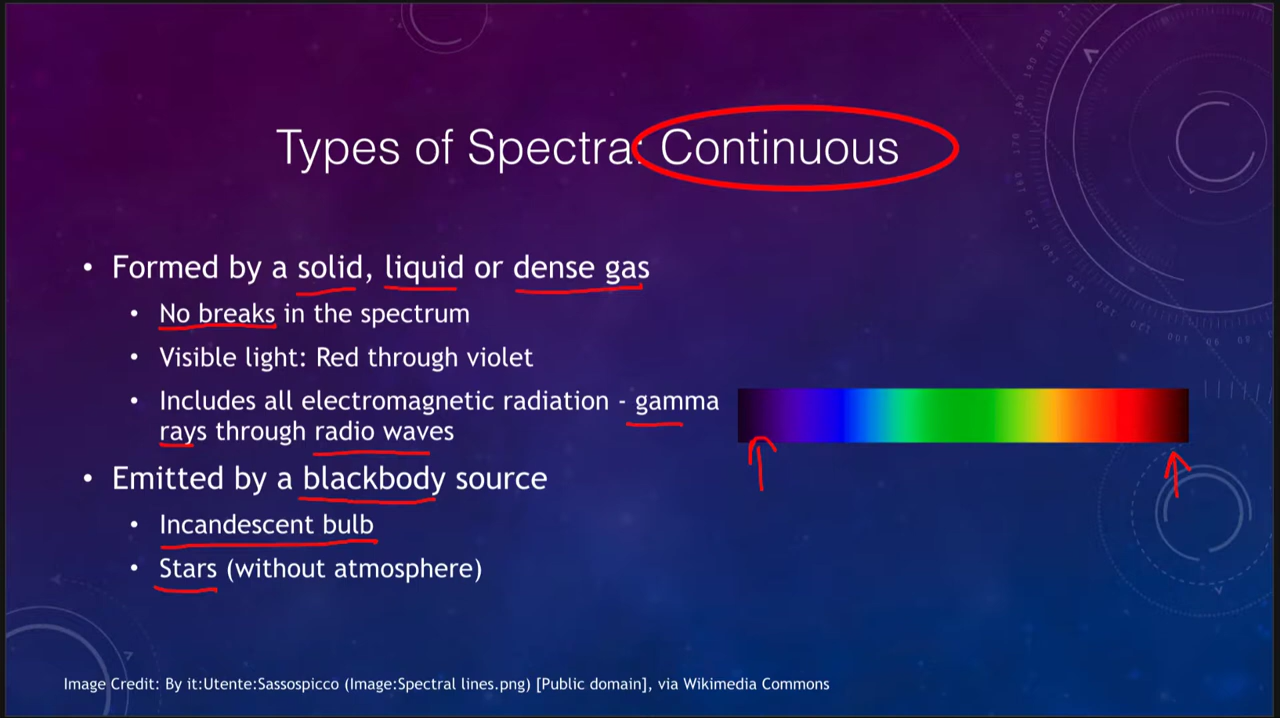 Types of Spectra: Continuous
• Formed by a solid, liquid or dense gas
• No breaks in the spectrum
• Visible light: Red through violet
• Includes all electromagnetic radiation - gamma
rays through radio waves
• Emitted by a blackbody source
• Incandescent bulb
• Stars (without atmosphere)
Image Credit: By it:Utente:Sassospicco (Image:Spectral lines.png) [Public domain], via Wikimedia Commons